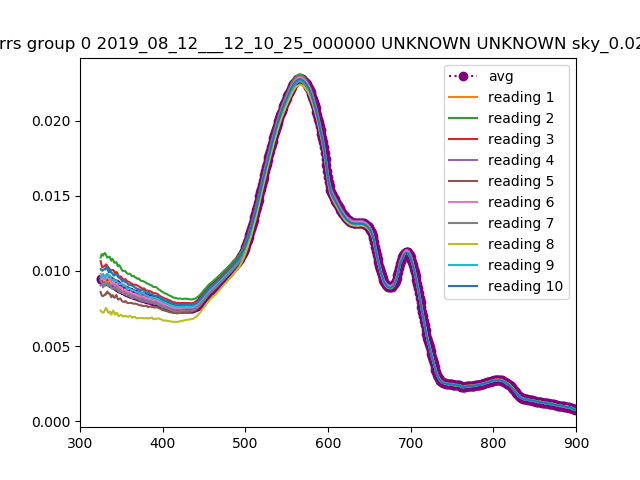 rrs group 0 2019_08_12___12_10_25_000000 UNKNOWN UNKNOWN sky_0.02
avg
reading 1
reading 2
reading 3
reading 4
reading 5
reading 6
reading 7
reading 8
reading 9
reading 10
0.020
0.015
0.010
0.005
0.000
300 400 500 600 700 800 900